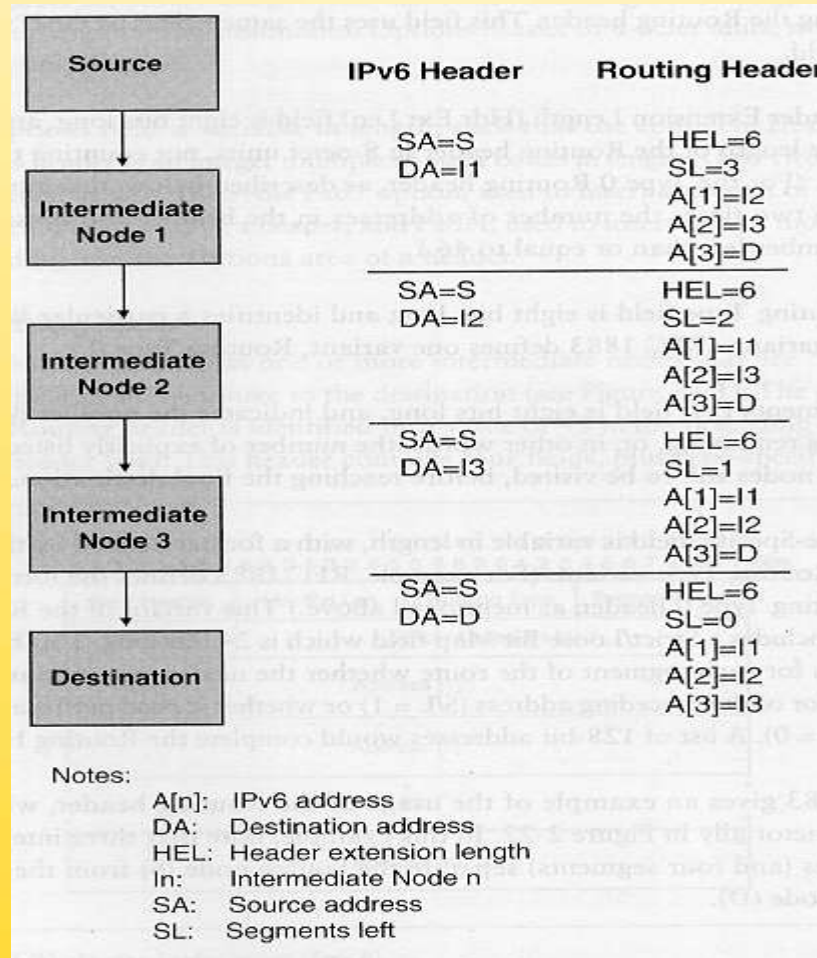 Source
Intermediate
Node 1
Intermediate
Node 2
Intermediate
Node 3
Destination
IPv6 Header Routing Header
SA=S HEL=6
DA=I1 SL=3
A[1]=I2
A[2]=I3
A[3]=D
SA=S HEL=6
DA=I2 SL=2
A[1]=I1
A[2]=I3
A[3]=D
SA=S HEL=6
DA=I3 SL=1
A[1]=I1
A[2]=I2
A[3]=D
SA=S HEL=6
DA=D SL=0
A[1]=I1
A[2]=I2
A[3]=I3
Notes:
A[n]: IPv6 address
DA: Destination address
HEL: Header extension length
In: Intermediate Node n
SA: Source address
SL: Segments left